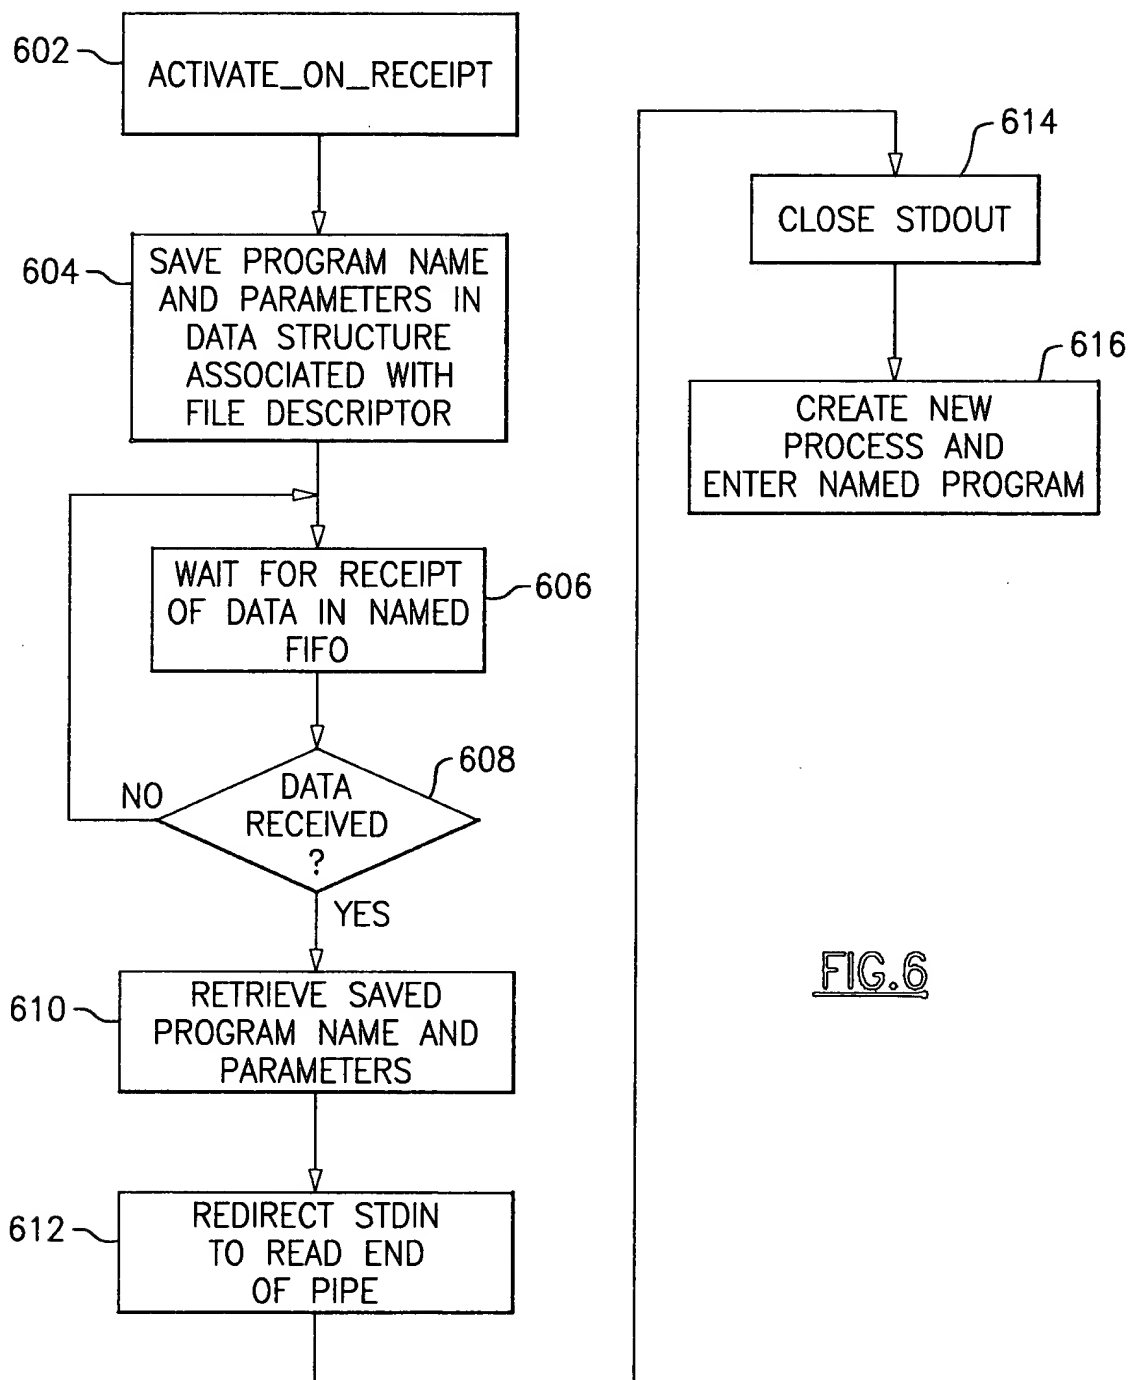 602
ACTIVATE_ON_RECEIPT
604
SAVE PROGRAM NAME
AND PARAMETERS IN
DATA STRUCTURE
ASSOCIATED WITH
FILE DESCRIPTOR
WAIT FOR RECEIPT
OF DATA IN NAMED
FIFO
606
608
DATA
RECEIVED
?
NO
YES
610
RETRIEVE SAVED
PROGRAM NAME AND
PARAMETERS
612
REDIRECT STDIN
TO READ END
OF PIPE
614
CLOSE STDOUT
616
CREATE NEW
PROCESS AND
ENTER NAMED PROGRAM
FIG.6